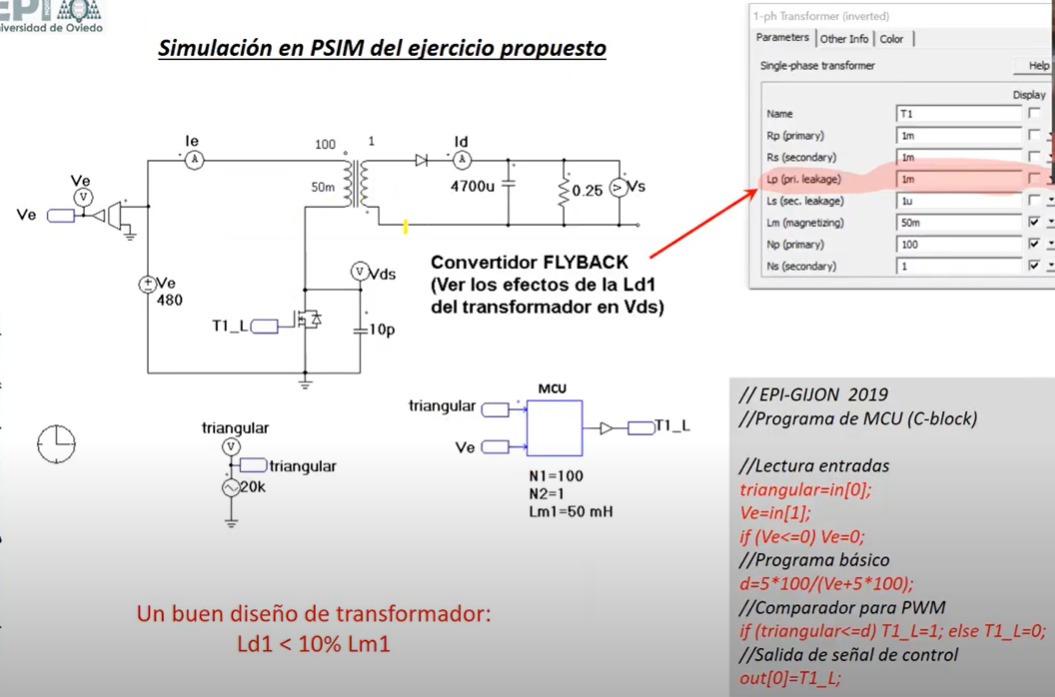 EPI
Universidad de Oviedo
Simulación en PSIM del ejercicio propuesto
1-ph Transformer (inverted)
Parameters Other Info Color
Single-phase transformer Help
Display
Name T1
Rp (primary) 1m
Rs (secondary) 1m
Lp (pri. leakage) 1m
Ls (sec. leakage) 1u
Lm (magnetizing) 50m
Np (primary) 100
Ns (secondary) 1
Ie
A
100 1
Id
A
50m
4700u
0.25
Vs
Ve
V
Ve
Ve
480
V Vds
T1_L
10p
Convertidor FLYBACK
(Ver los efectos de la Ld1
del transformador en Vds)
triangular
V
triangular
20k
MCU
triangular
Ve
T1_L
N1=100
N2=1
Lm1=50 mH
Un buen diseño de transformador:
Ld1 < 10% Lm1
// EPI-GIJON 2019
//Programa de MCU (C-block)
//Lectura entradas
triangular=in[0];
Ve=in[1];
if (Ve<=0) Ve=0;
//Programa básico
d=5*100/(Ve+5*100);
//Comparador para PWM
if (triangular<=d) T1_L=1; else T1_L=0;
//Salida de señal de control
out[0]=T1_L;